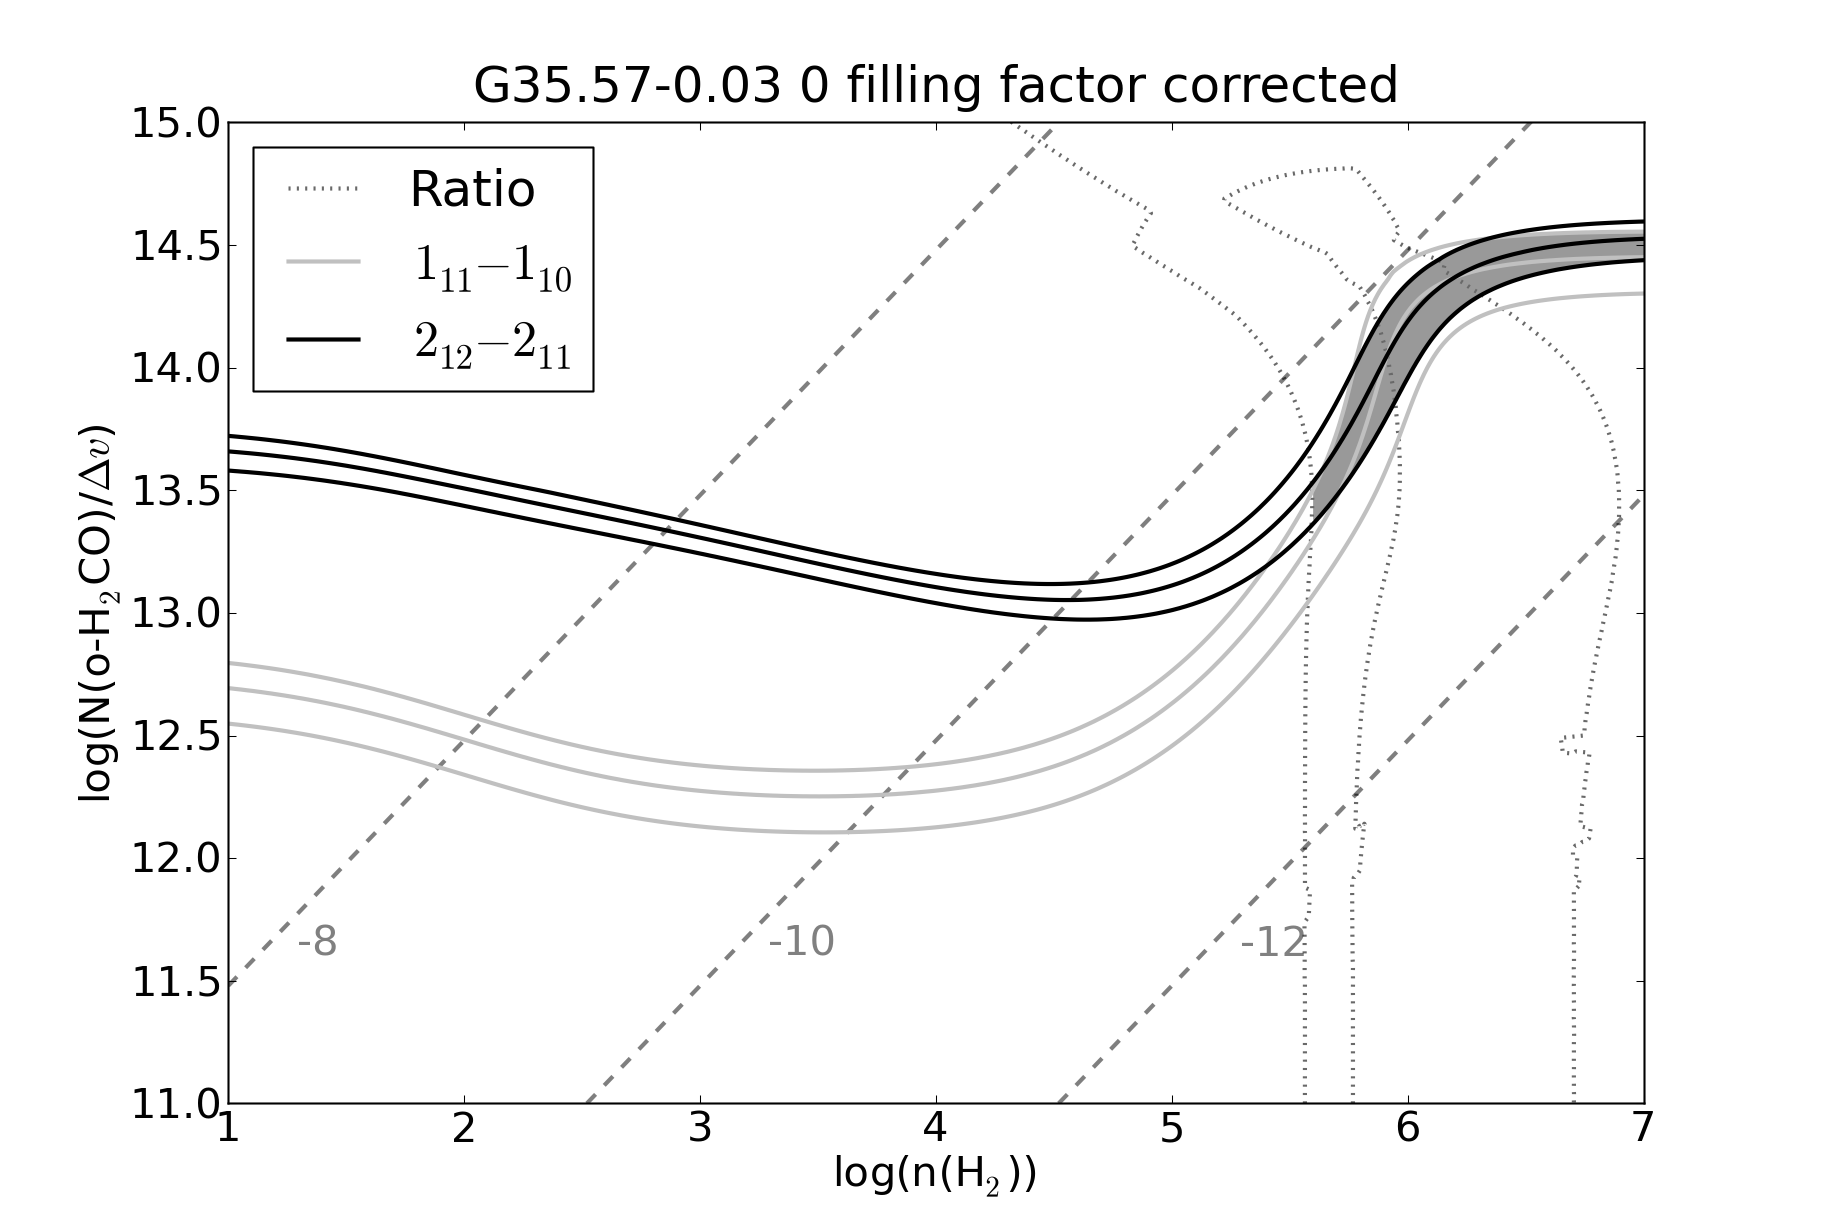 G35.57-0.03 0 filling factor corrected
15.0
14.5
14.0
13.5
13.0
12.5
12.0
11.5
11.0
log(N(o-H₂CO)/Δv)
Ratio
1₁₁−1₁₀
2₁₂−2₁₁
-8
-10
-12
1 2 3 4 5 6 7
log(n(H₂))